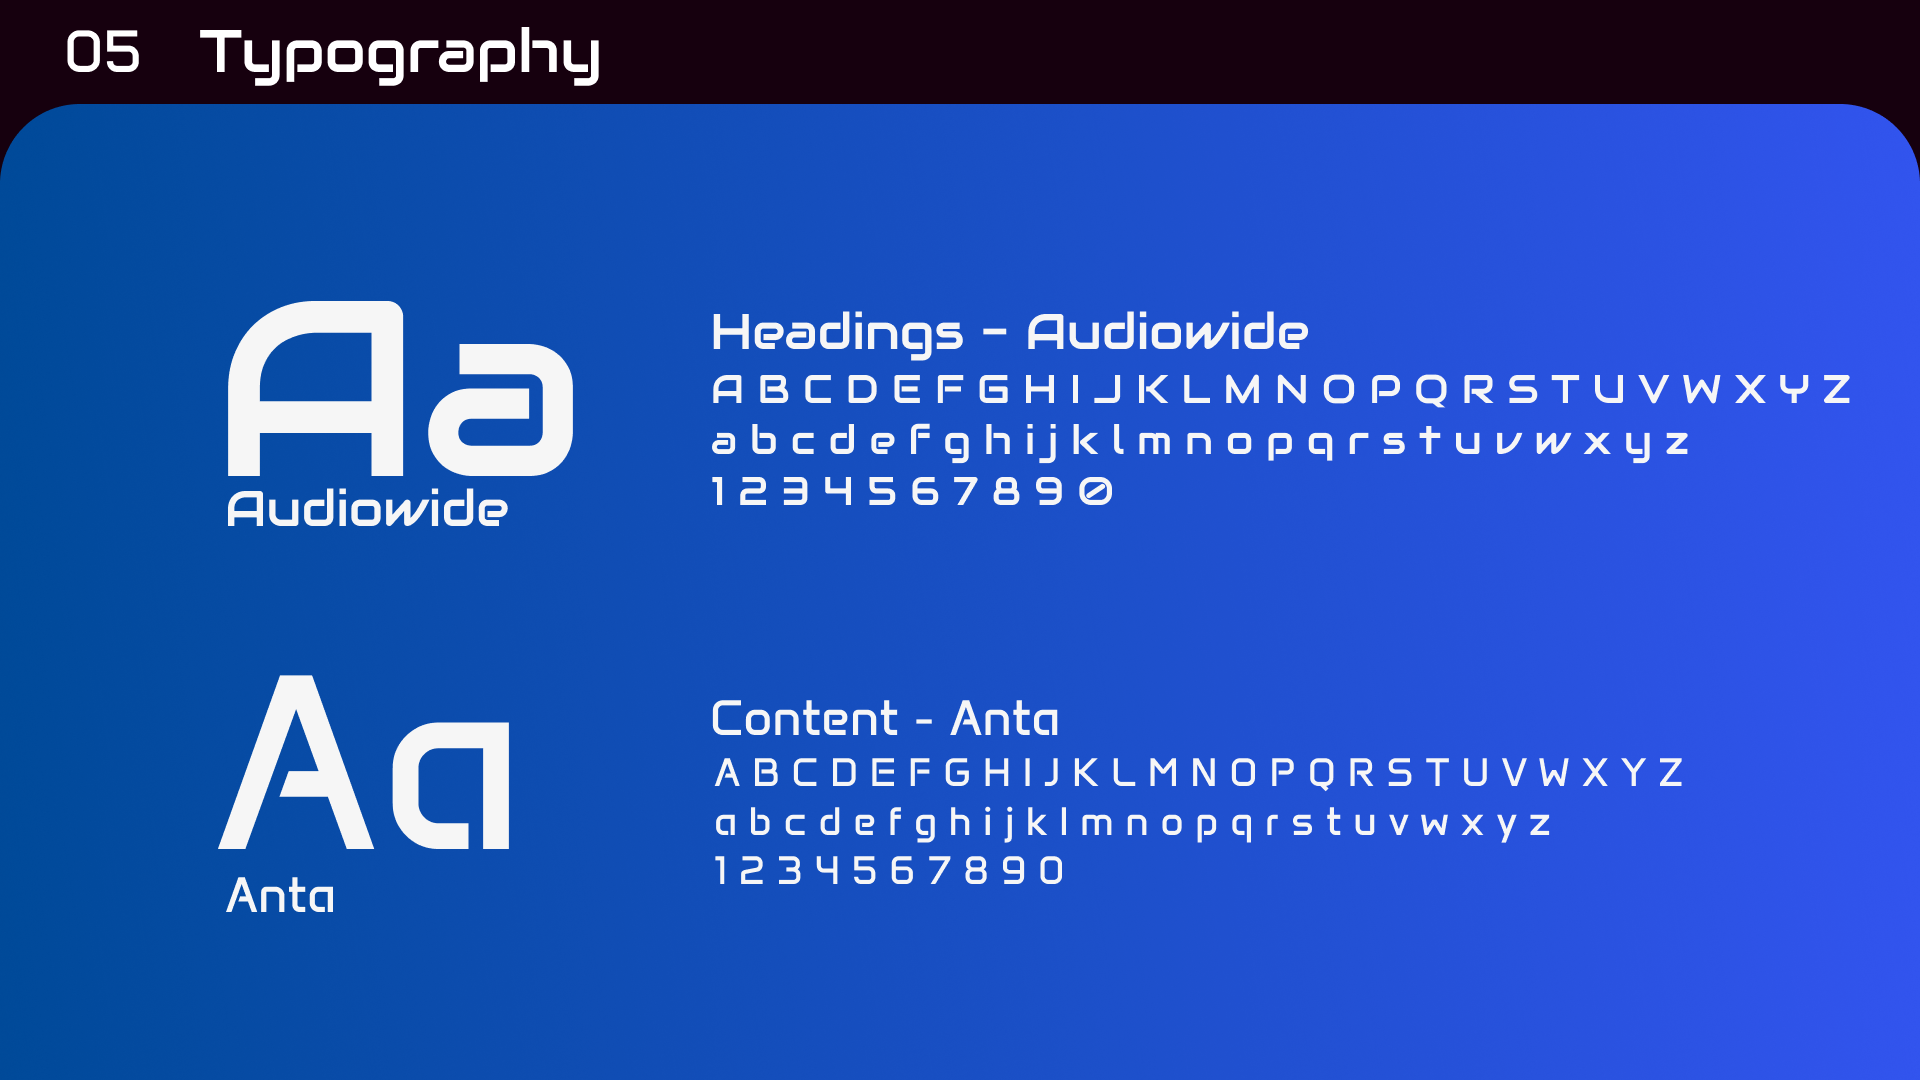 05 Typography
Aa
Audiowide
Headings - Audiowide
A B C D E F G H I J K L M N O P Q R S T U V W X Y Z
a b c d e f g h i j k l m n o p q r s t u v w x y z
1 2 3 4 5 6 7 8 9 0
Aa
Anta
Content - Anta
A B C D E F G H I J K L M N O P Q R S T U V W X Y Z
a b c d e f g h i j k l m n o p q r s t u v w x y z
1 2 3 4 5 6 7 8 9 0